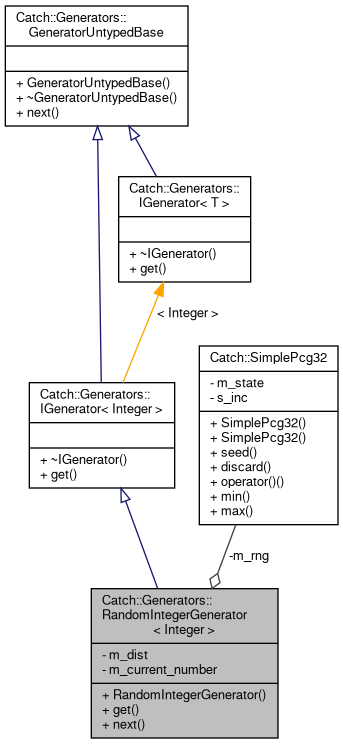 Catch::Generators::
GeneratorUntypedBase
+ GeneratorUntypedBase()
+ ~GeneratorUntypedBase()
+ next()
Catch::Generators::
IGenerator< T >
+ ~IGenerator()
+ get()
< Integer >
Catch::SimplePcg32
- m_state
- s_inc
+ SimplePcg32()
+ SimplePcg32()
+ seed()
+ discard()
+ operator()()
+ min()
+ max()
Catch::Generators::
IGenerator< Integer >
+ ~IGenerator()
+ get()
-m_rng
Catch::Generators::
RandomIntegerGenerator
< Integer >
- m_dist
- m_current_number
+ RandomIntegerGenerator()
+ get()
+ next()